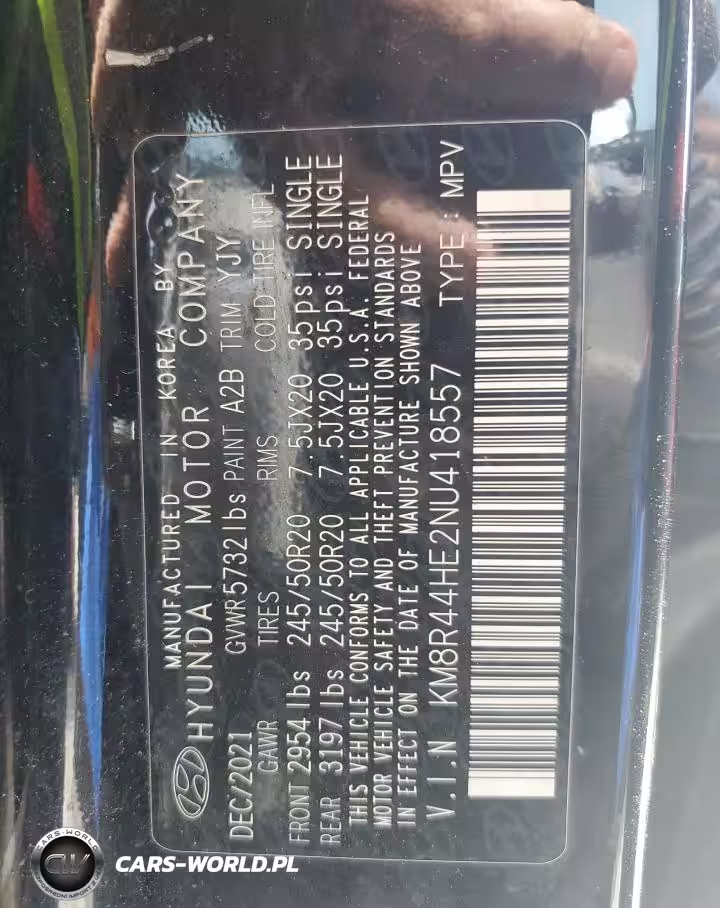 MANUFACTURED IN KOREA BY
HYUNDAI MOTOR COMPANY
DEC/2021 GVWR 5732 lbs PAINT A2B TRIM YJY
GAWR TIRES RIMS COLD TIRE INFL
FRONT 2954 lbs 245/50R20 7.5JX20 35psi SINGLE
REAR 3197 lbs 245/50R20 7.5JX20 35psi SINGLE
THIS VEHICLE CONFORMS TO ALL APPLICABLE U.S.A. FEDERAL
MOTOR VEHICLE SAFETY AND THEFT PREVENTION STANDARDS
IN EFFECT ON THE DATE OF MANUFACTURE SHOWN ABOVE
V.I.N KM8R44HE2NU418557 TYPE : MPV
CARS-WORLD
CW
CARS-WORLD.PL